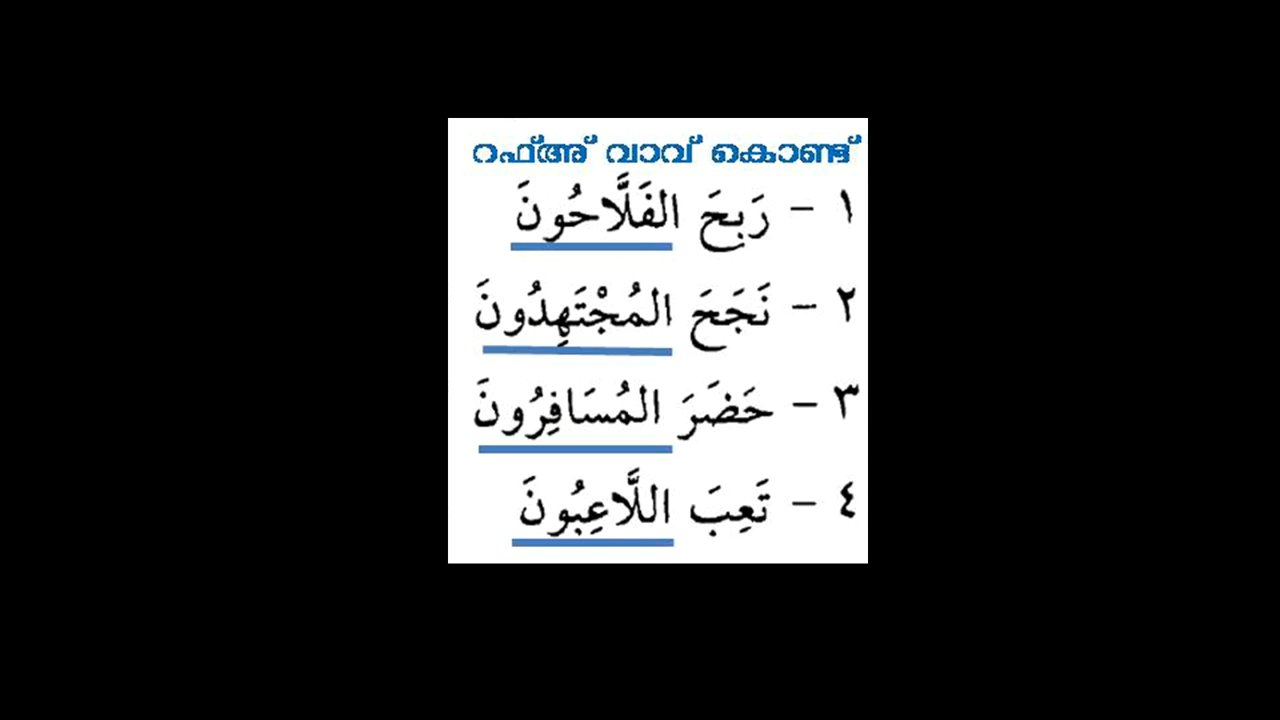 റഫ്അ് വാവ് കൊണ്ട്
١ – رَبِحَ الفَلَّاحُونَ
٢ – نَجَحَ المُجْتَهِدُونَ
٣ – حَضَرَ المُسَافِرُونَ
٤ – تَعِبَ اللَّاعِبُونَ